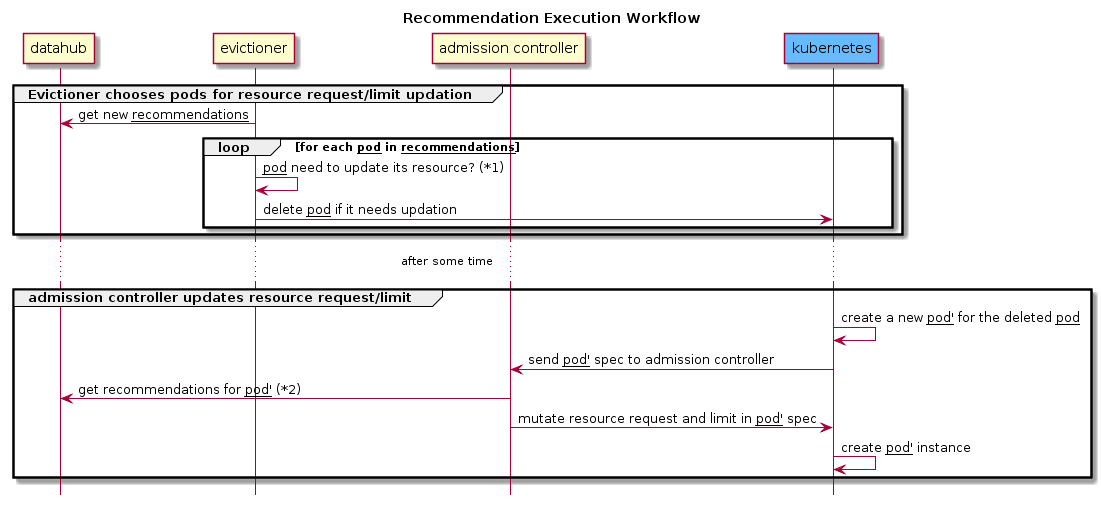 Recommendation Execution Workflow
datahub
evictioner
admission controller
kubernetes
Evictioner chooses pods for resource request/limit updation
get new recommendations
loop
[for each pod in recommendations]
pod need to update its resource? (*1)
delete pod if it needs updation
after some time
admission controller updates resource request/limit
create a new pod' for the deleted pod
send pod' spec to admission controller
get recommendations for pod' (*2)
mutate resource request and limit in pod' spec
create pod' instance